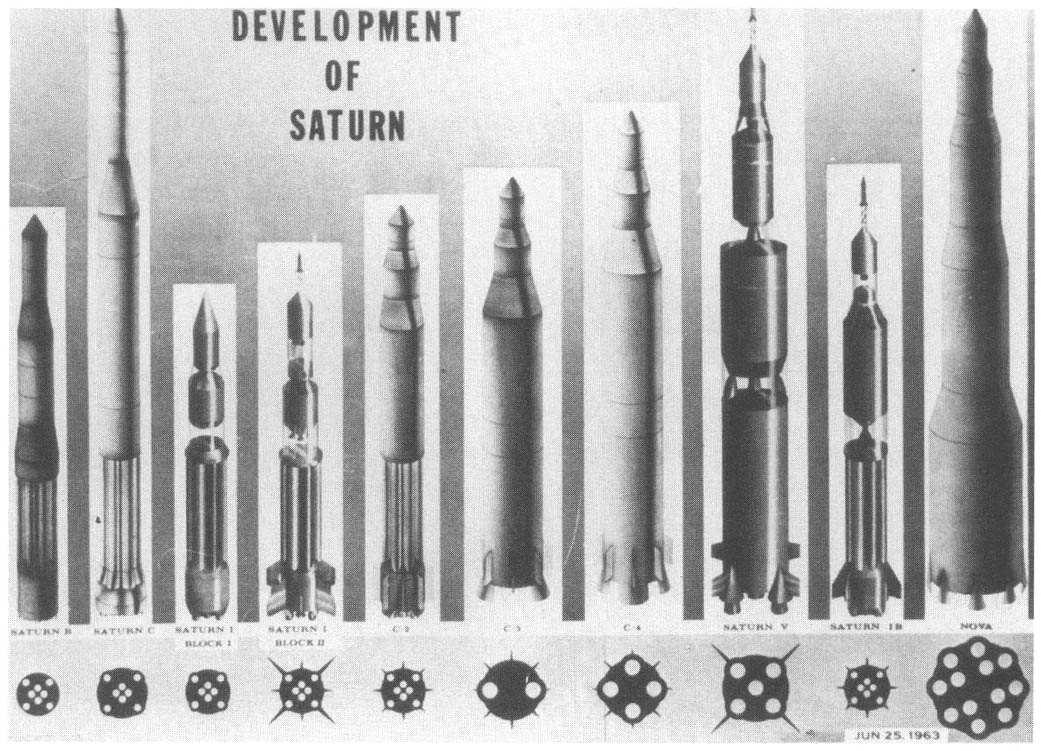 DEVELOPMENT
OF
SATURN
SATURN B
SATURN C
SATURN I
BLOCK I
SATURN I
BLOCK II
C-2
C-3
C-4
SATURN V
SATURN IB
NOVA
JUN 25, 1963